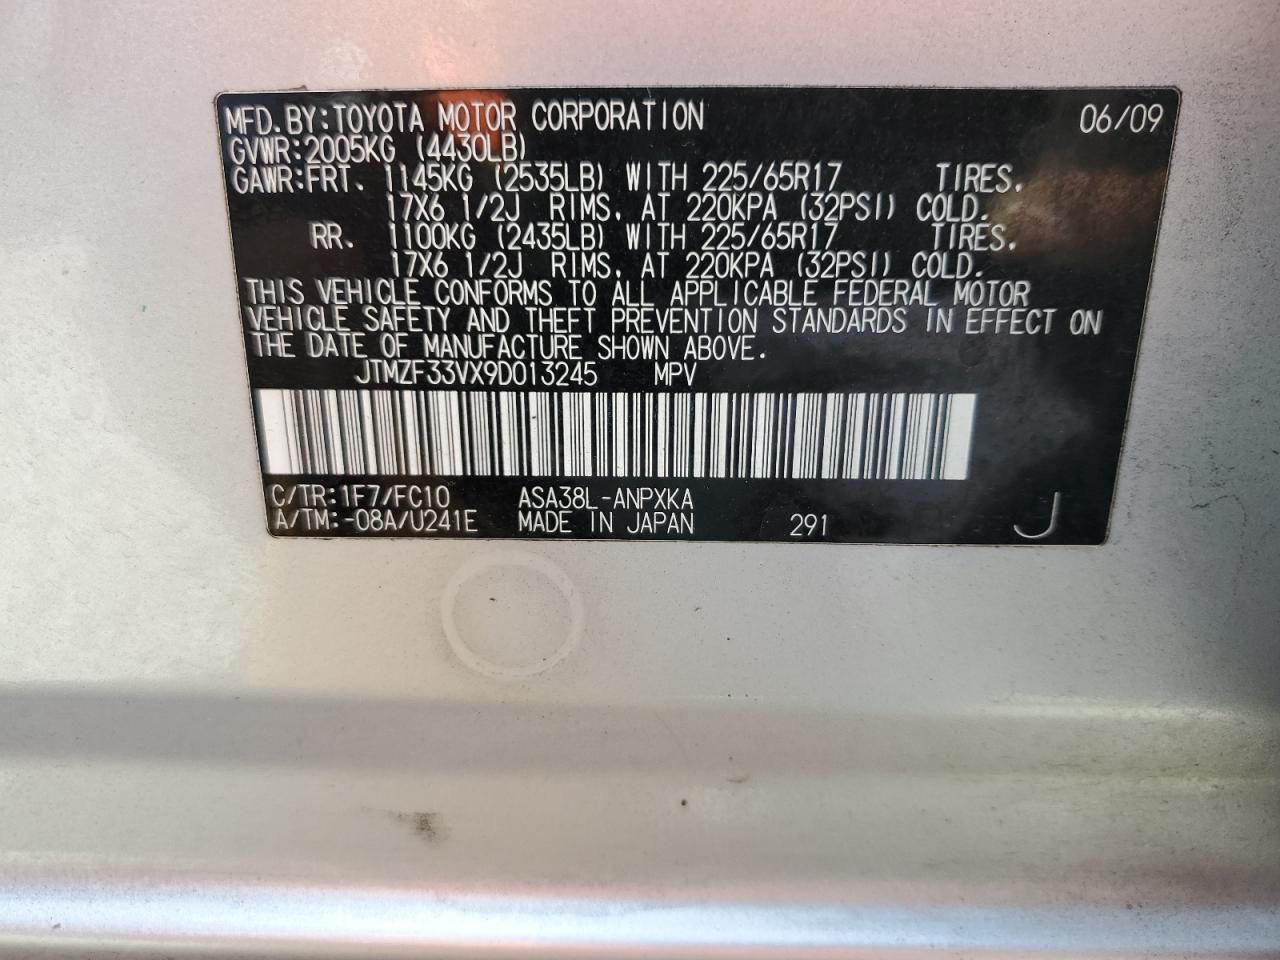 MFD. BY: TOYOTA MOTOR CORPORATION 06/09
GVWR: 2005KG (4430LB)
GAWR: FRT. 1145KG (2535LB) WITH 225/65R17 TIRES,
17X6 1/2J RIMS, AT 220KPA (32PSI) COLD.
RR. 1100KG (2435LB) WITH 225/65R17 TIRES,
17X6 1/2J RIMS, AT 220KPA (32PSI) COLD.
THIS VEHICLE CONFORMS TO ALL APPLICABLE FEDERAL MOTOR
VEHICLE SAFETY AND THEFT PREVENTION STANDARDS IN EFFECT ON
THE DATE OF MANUFACTURE SHOWN ABOVE.
JTMZF33VX9D013245 MPV
C/TR: 1F7/FC10 ASA38L-ANPXKA
A/TM: -08A/U241E MADE IN JAPAN 291 J